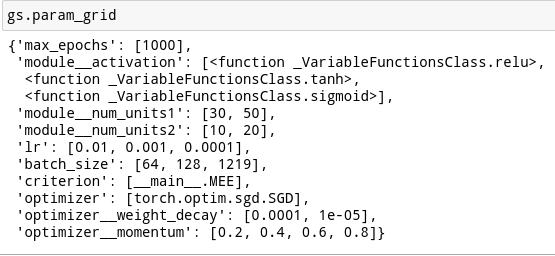 gs.param_grid
{'max_epochs': [1000],
'module__activation': [<function _VariableFunctionsClass.relu>,
<function _VariableFunctionsClass.tanh>,
<function _VariableFunctionsClass.sigmoid>],
'module__num_units1': [30, 50],
'module__num_units2': [10, 20],
'lr': [0.01, 0.001, 0.0001],
'batch_size': [64, 128, 1219],
'criterion': [__main__.MEE],
'optimizer': [torch.optim.sgd.SGD],
'optimizer__weight_decay': [0.0001, 1e-05],
'optimizer__momentum': [0.2, 0.4, 0.6, 0.8]}